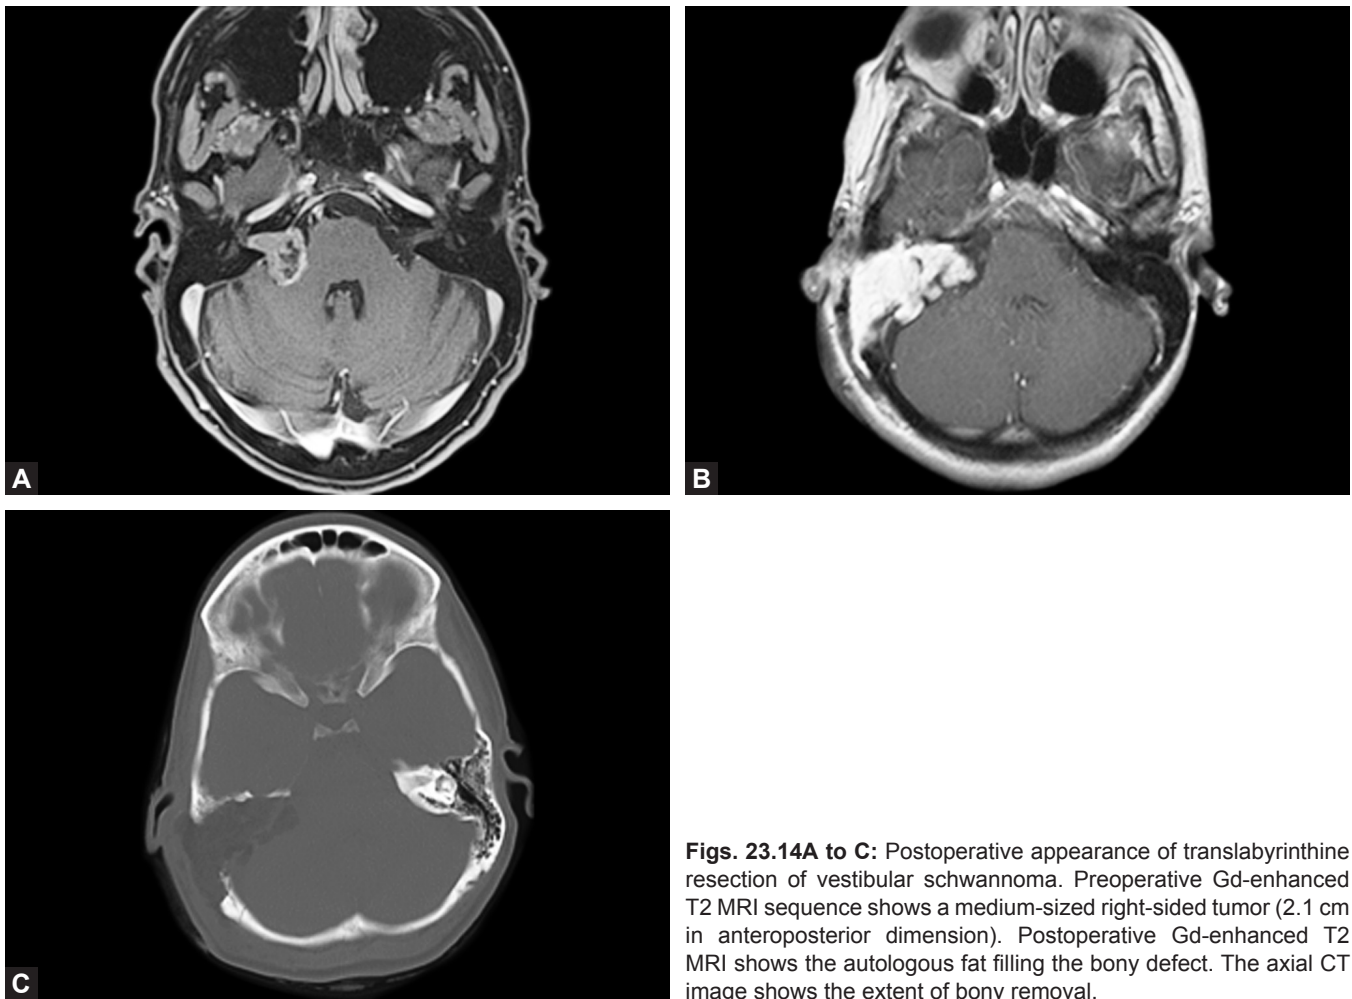 A
B
C
Figs. 23.14A to C: Postoperative appearance of translabyrinthine
resection of vestibular schwannoma. Preoperative Gd-enhanced
T2 MRI sequence shows a medium-sized right-sided tumor (2.1 cm
in anteroposterior dimension). Postoperative Gd-enhanced T2
MRI shows the autologous fat filling the bony defect. The axial CT
image shows the extent of bony removal.